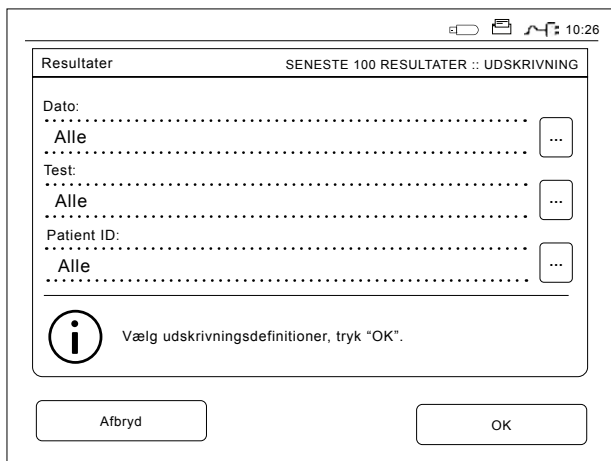 10:26
Resultater SENESTE 100 RESULTATER :: UDSKRIVNING
Dato:
Alle ...
Test:
Alle ...
Patient ID:
Alle ...
Vælg udskrivningsdefinitioner, tryk “OK”.
Afbryd OK